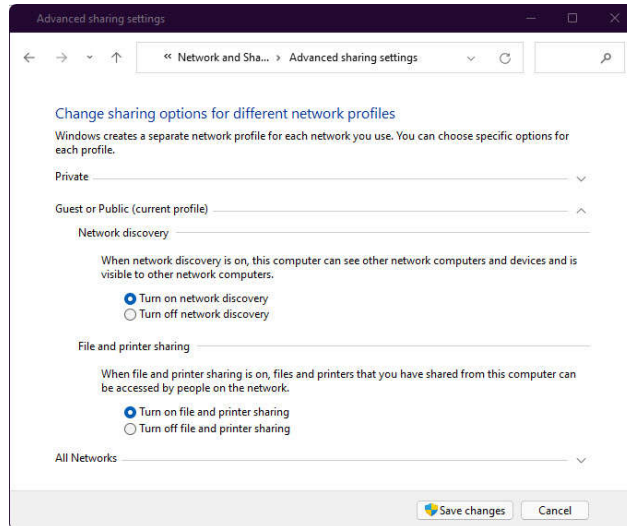 Advanced sharing settings
« Network and Sha... › Advanced sharing settings
Change sharing options for different network profiles
Windows creates a separate network profile for each network you use. You can choose specific options for
each profile.
Private
Guest or Public (current profile)
Network discovery
When network discovery is on, this computer can see other network computers and devices and is
visible to other network computers.
Turn on network discovery
Turn off network discovery
File and printer sharing
When file and printer sharing is on, files and printers that you have shared from this computer can
be accessed by people on the network.
Turn on file and printer sharing
Turn off file and printer sharing
All Networks
Save changes Cancel